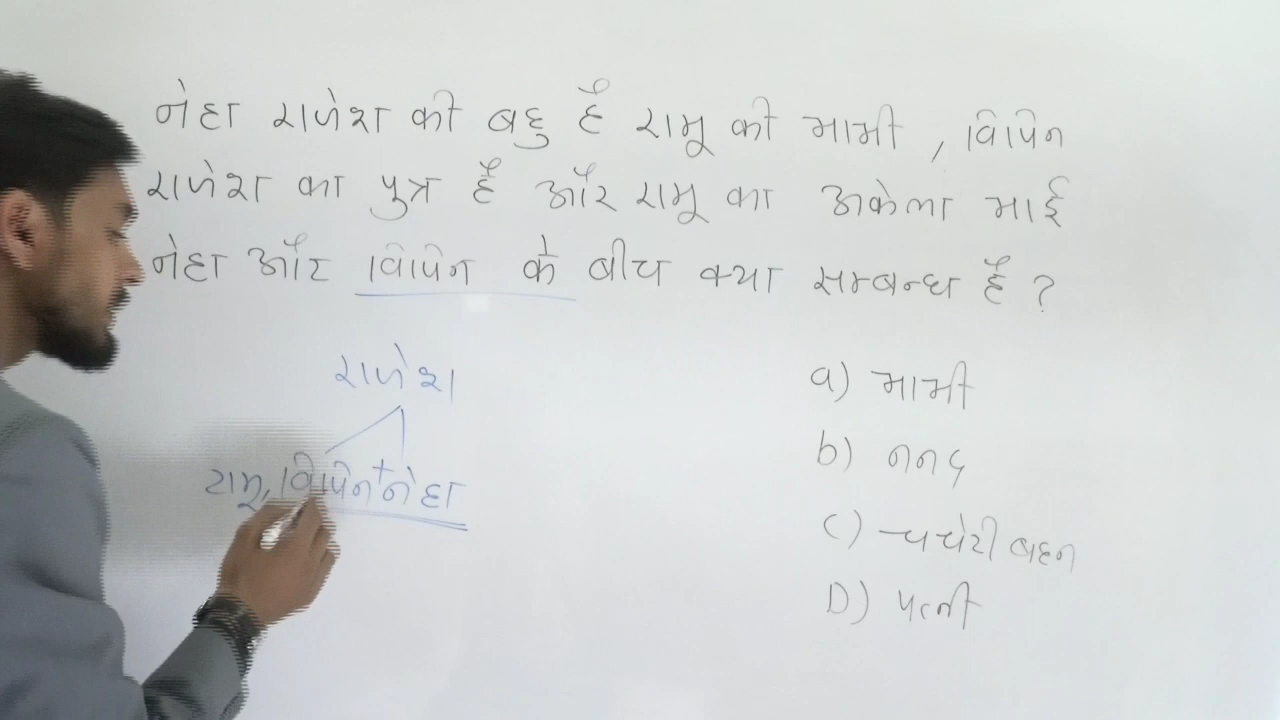 नेहा राजेश की बहु है रामू की भाभी , विपिन
राजेश का पुत्र है और रामू का अकेला भाई
नेहा और विपिन के बीच क्या सम्बन्ध है ?
राजेश
रामू, विपिन+नेहा
a) भाभी
b) ननद
c) चचेरी बहन
D) पत्नी